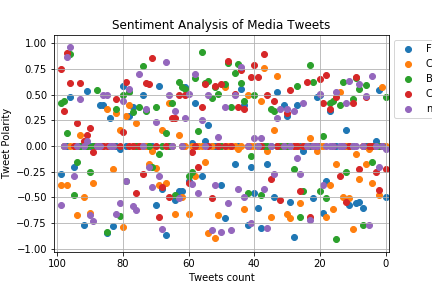 Sentiment Analysis of Media Tweets
1.00
0.75
0.50
0.25
0.00
−0.25
−0.50
−0.75
−1.00
Tweet Polarity
100 80 60 40 20 0
Tweets count
F
C
B
C